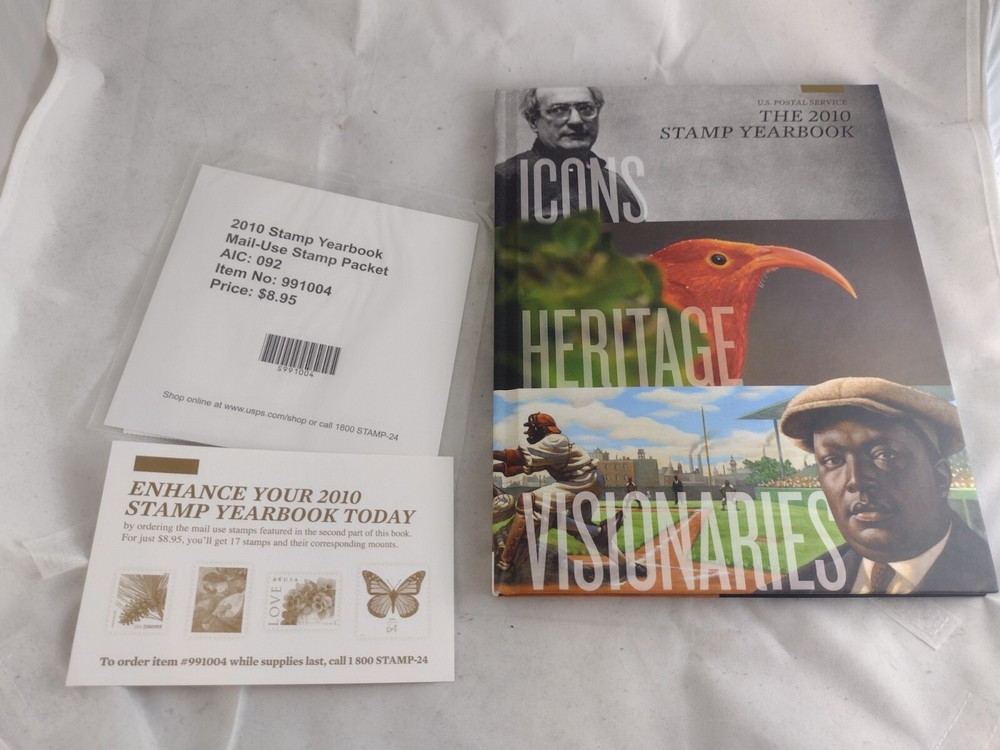 2010 Stamp Yearbook
Mail-Use Stamp Packet
AIC: 092
Item No: 991004
Price: $8.95
S991004
Shop online at www.usps.com/shop or call 1800 STAMP-24
ENHANCE YOUR 2010
STAMP YEARBOOK TODAY
by ordering the mail use stamps featured in the second part of this book.
For just $8.95, you'll get 17 stamps and their corresponding mounts.
LOVE
USA
64
To order item #991004 while supplies last, call 1 800 STAMP-24
U.S. POSTAL SERVICE
THE 2010
STAMP YEARBOOK
ICONS
HERITAGE
VISIONARIES